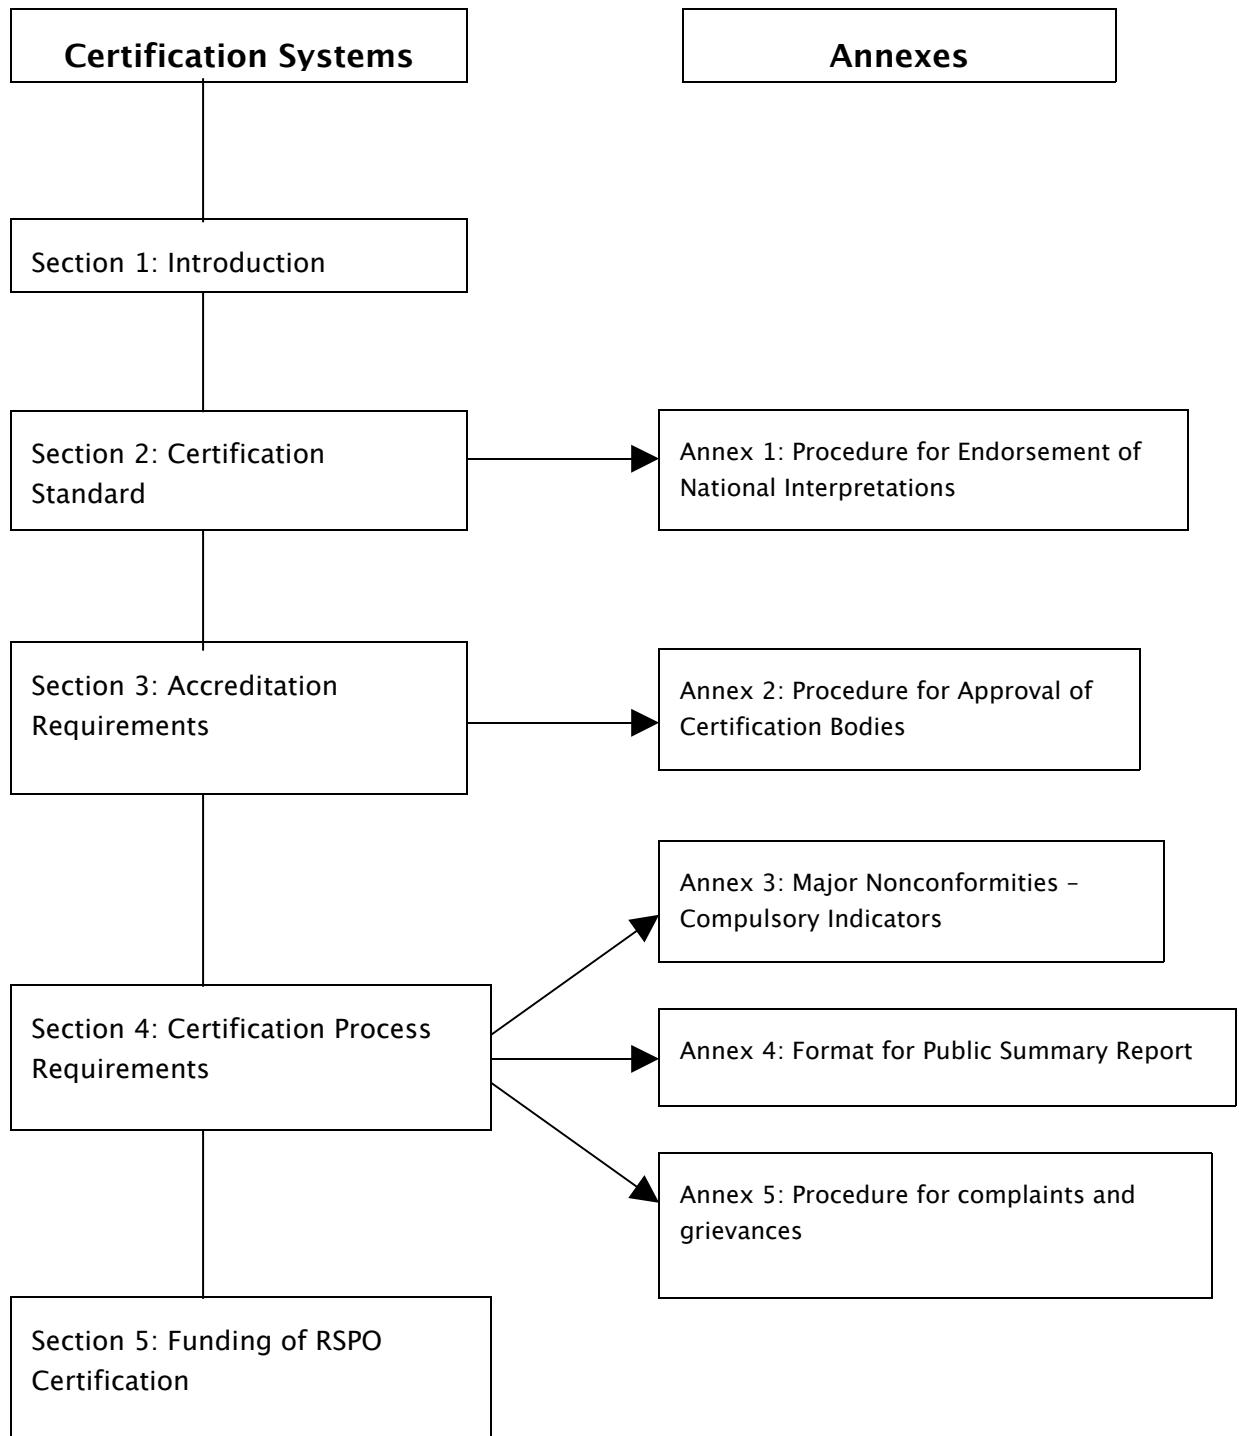 Certification Systems
Annexes
Section 1: Introduction
Section 2: Certification
Standard
Annex 1: Procedure for Endorsement of
National Interpretations
Section 3: Accreditation
Requirements
Annex 2: Procedure for Approval of
Certification Bodies
Annex 3: Major Nonconformities –
Compulsory Indicators
Section 4: Certification Process
Requirements
Annex 4: Format for Public Summary Report
Annex 5: Procedure for complaints and
grievances
Section 5: Funding of RSPO
Certification